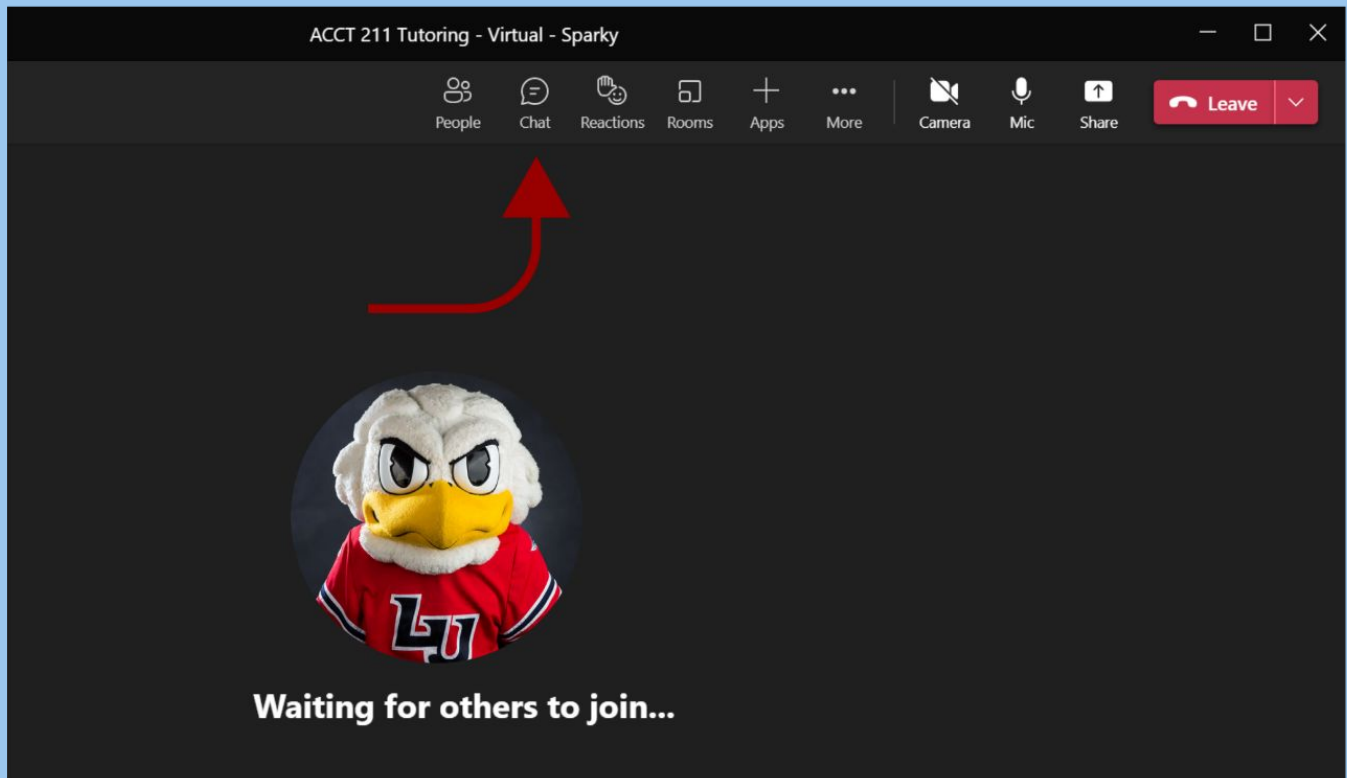 ACCT 211 Tutoring - Virtual - Sparky
People Chat Reactions Rooms Apps More Camera Mic Share Leave
LU
Waiting for others to join...